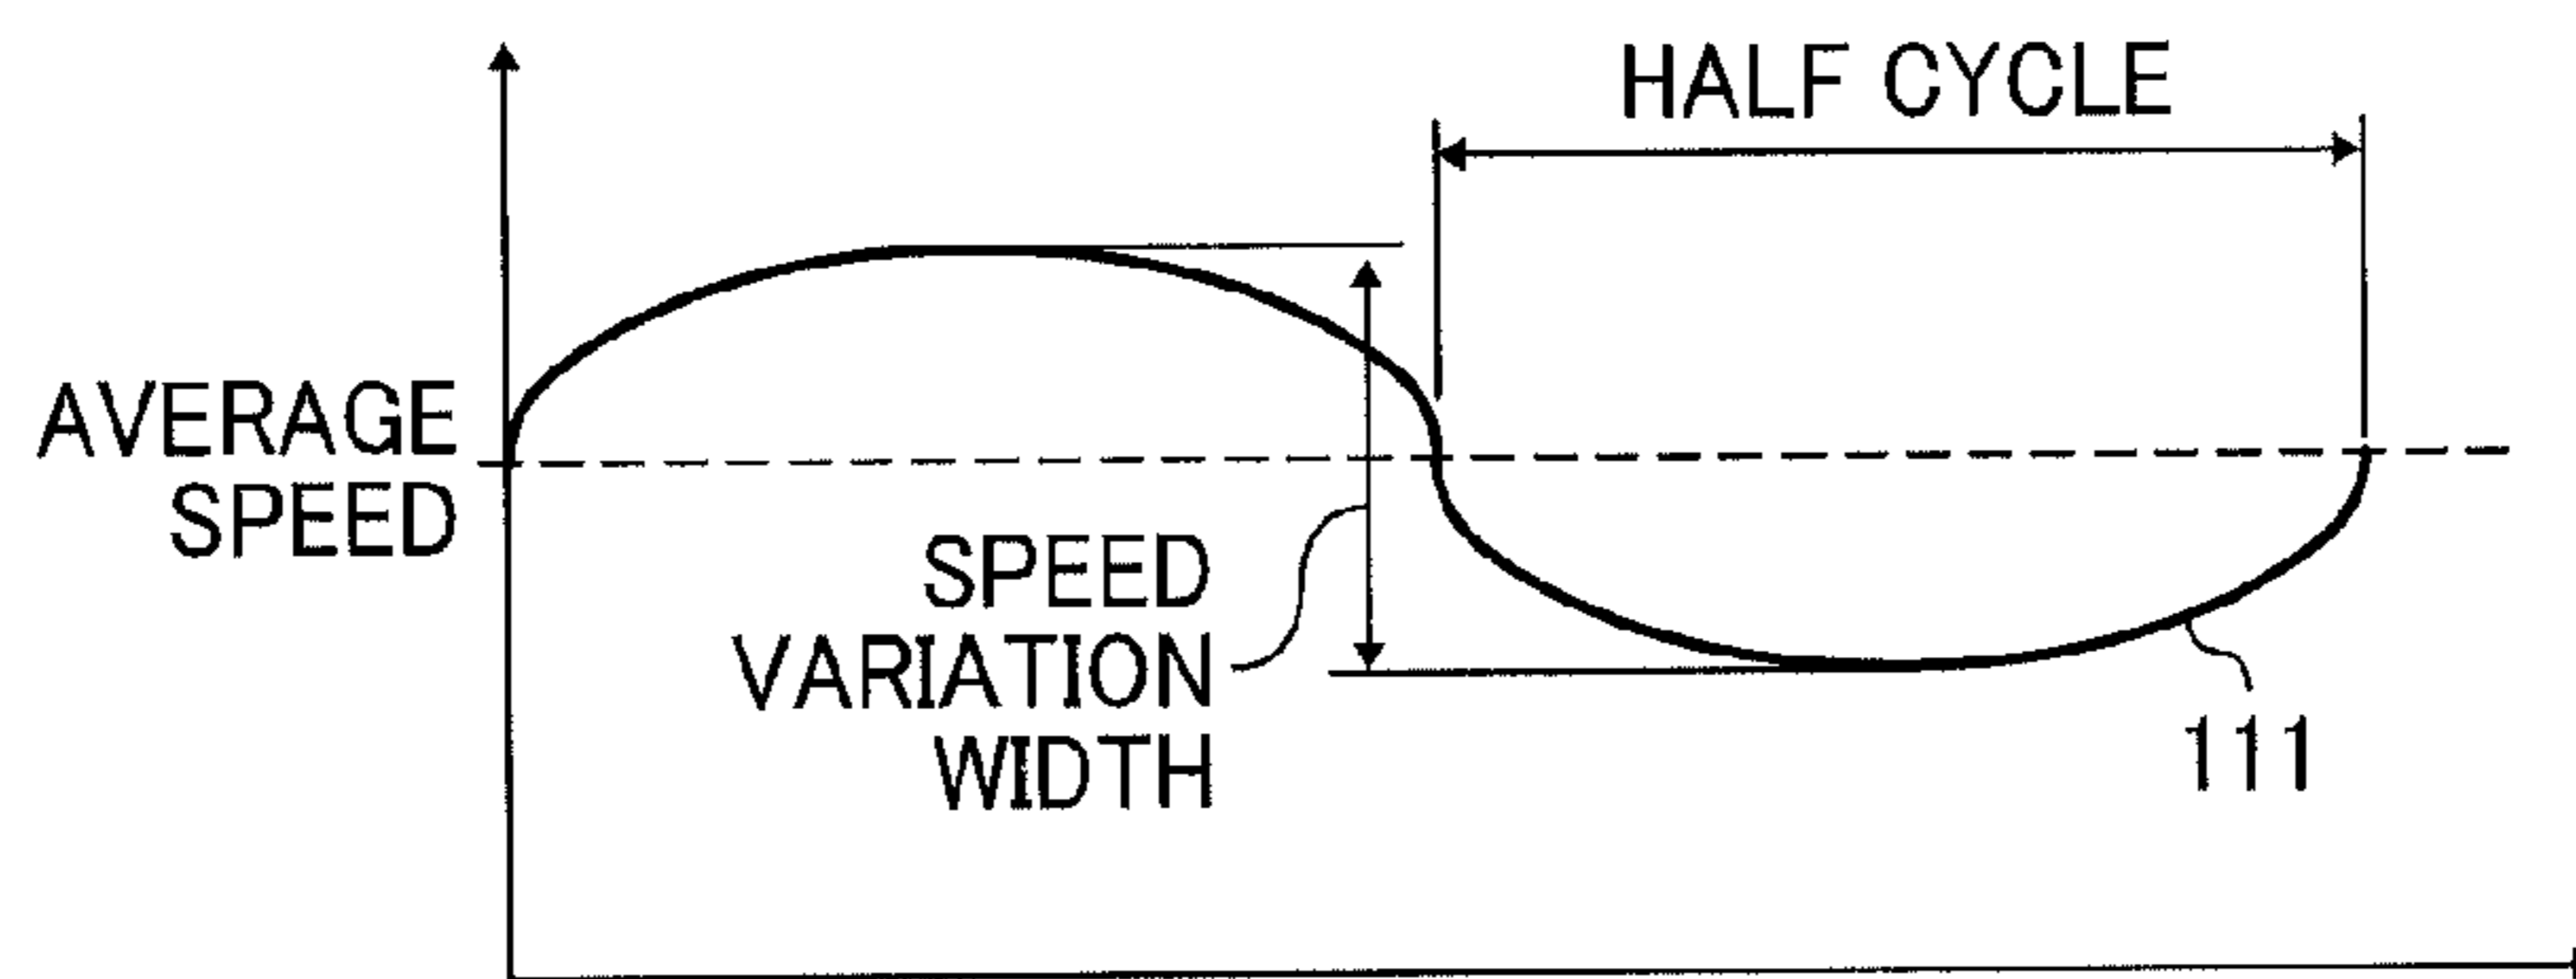 HALF CYCLE
AVERAGE
SPEED
SPEED
VARIATION
WIDTH
111